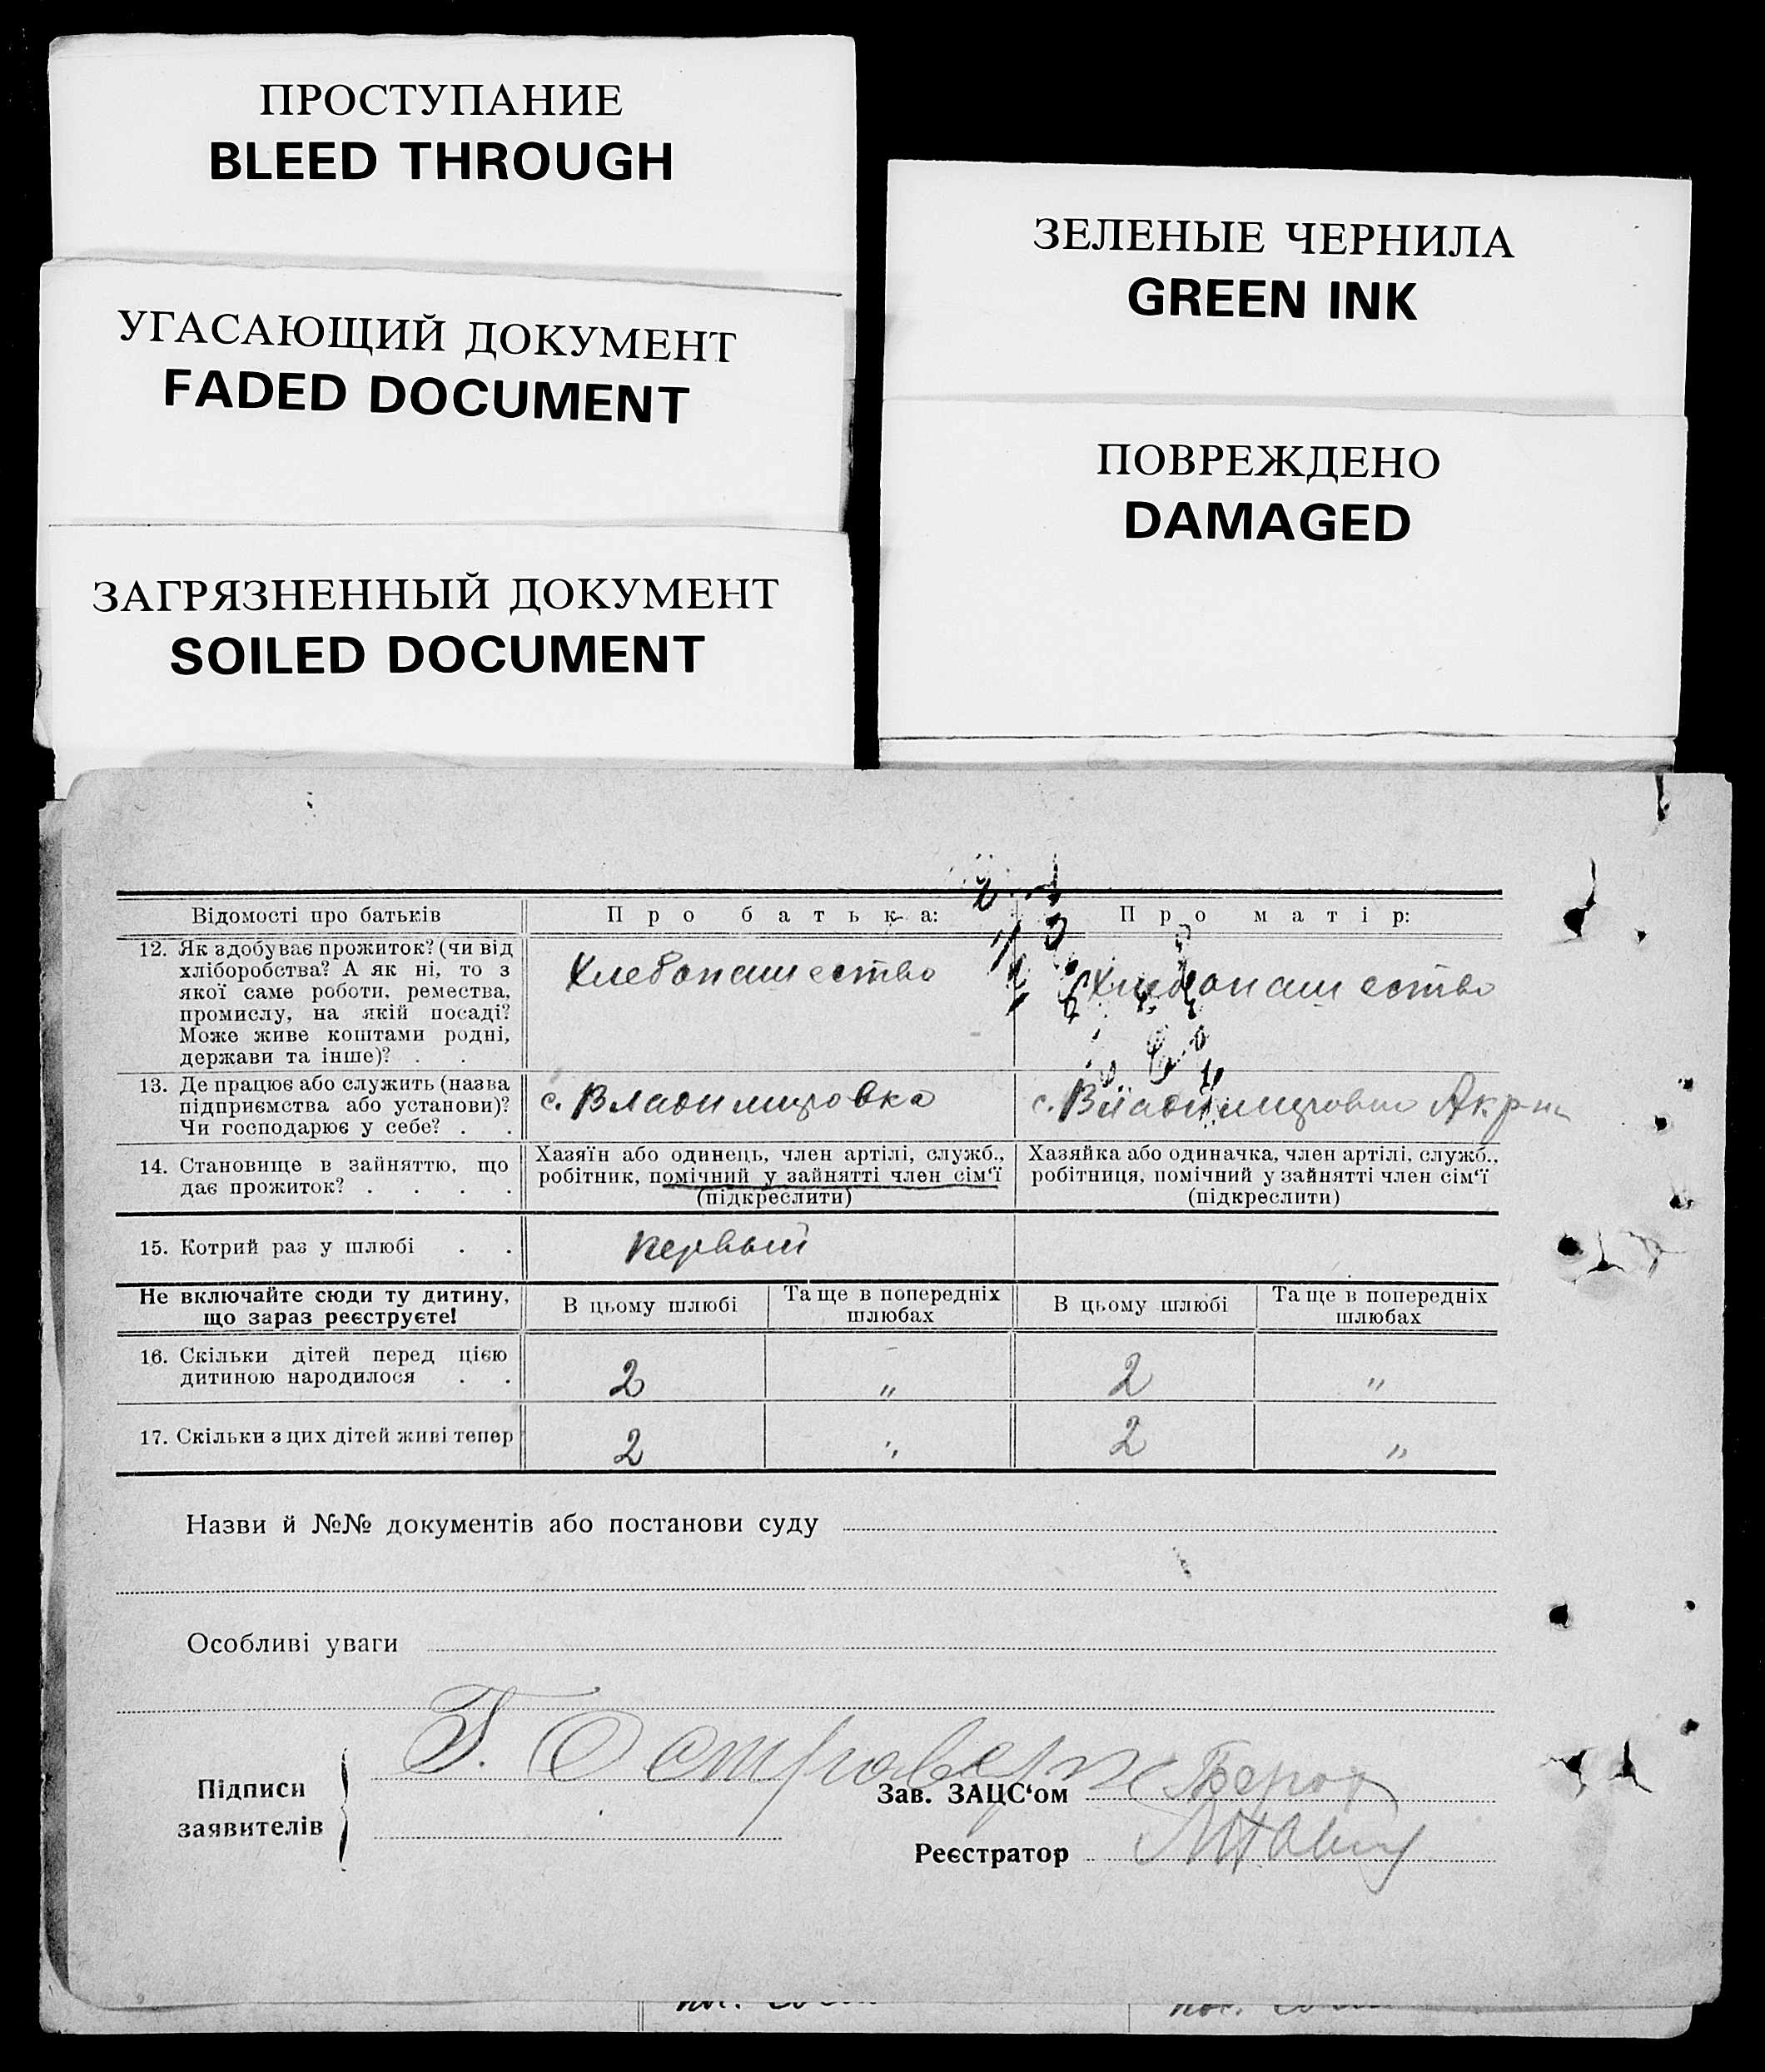 ПРОСТУПАНИЕ
BLEED THROUGH
УГАСАЮЩИЙ ДОКУМЕНТ
FADED DOCUMENT
ЗАГРЯЗНЕННЫЙ ДОКУМЕНТ
SOILED DOCUMENT
ЗЕЛЕНЫЕ ЧЕРНИЛА
GREEN INK
ПОВРЕЖДЕНО
DAMAGED
Відомості про батьків
Про батька:
Про матір:
12. Як здобуває прожиток? (чи від
хліборобства? А як ні, то з
якої саме роботи, ремества,
промислу, на якій посаді?
Може живе коштами родні,
держави та інше)? . .
Хлебопашество
Хлебопашество
13. Де працює або служить (назва
підприємства або установи)?
Чи господарює у себе? . .
с. Владимировка
с. Владимировка
14. Становище в зайняттю, що
дає прожиток? . . . .
Хазяїн або одинець, член артілі, служб.,
робітник, помічний у зайнятті член сім‘ї
(підкреслити)
Хазяйка або одиначка, член артілі, служб.,
робітниця, помічний у зайнятті член сім‘ї
(підкреслити)
15. Котрий раз у шлюбі . .
первый
Не включайте сюди ту дитину,
що зараз реєструєте!
В цьому шлюбі
Та ще в попередніх
шлюбах
В цьому шлюбі
Та ще в попередніх
шлюбах
16. Скільки дітей перед цією
дитиною народилося . .
2 " 2 "
17. Скільки з цих дітей живі тепер
2 " 2 "
Назви й №№ документів або постанови суду
Особливі уваги
Підписи
заявителів
Г. Островерх
Зав. ЗАЦС‘ом
Реєстратор